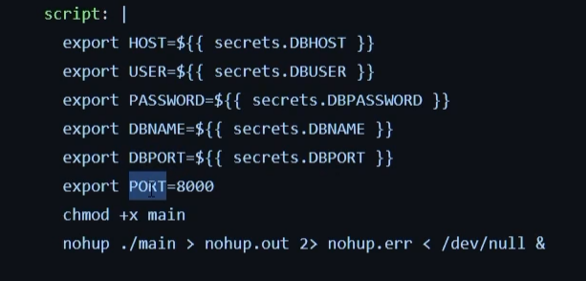 script: |
export HOST=${{ secrets.DBHOST }}
export USER=${{ secrets.DBUSER }}
export PASSWORD=${{ secrets.DBPASSWORD }}
export DBNAME=${{ secrets.DBNAME }}
export DBPORT=${{ secrets.DBPORT }}
export PORT=8000
chmod +x main
nohup ./main > nohup.out 2> nohup.err < /dev/null &